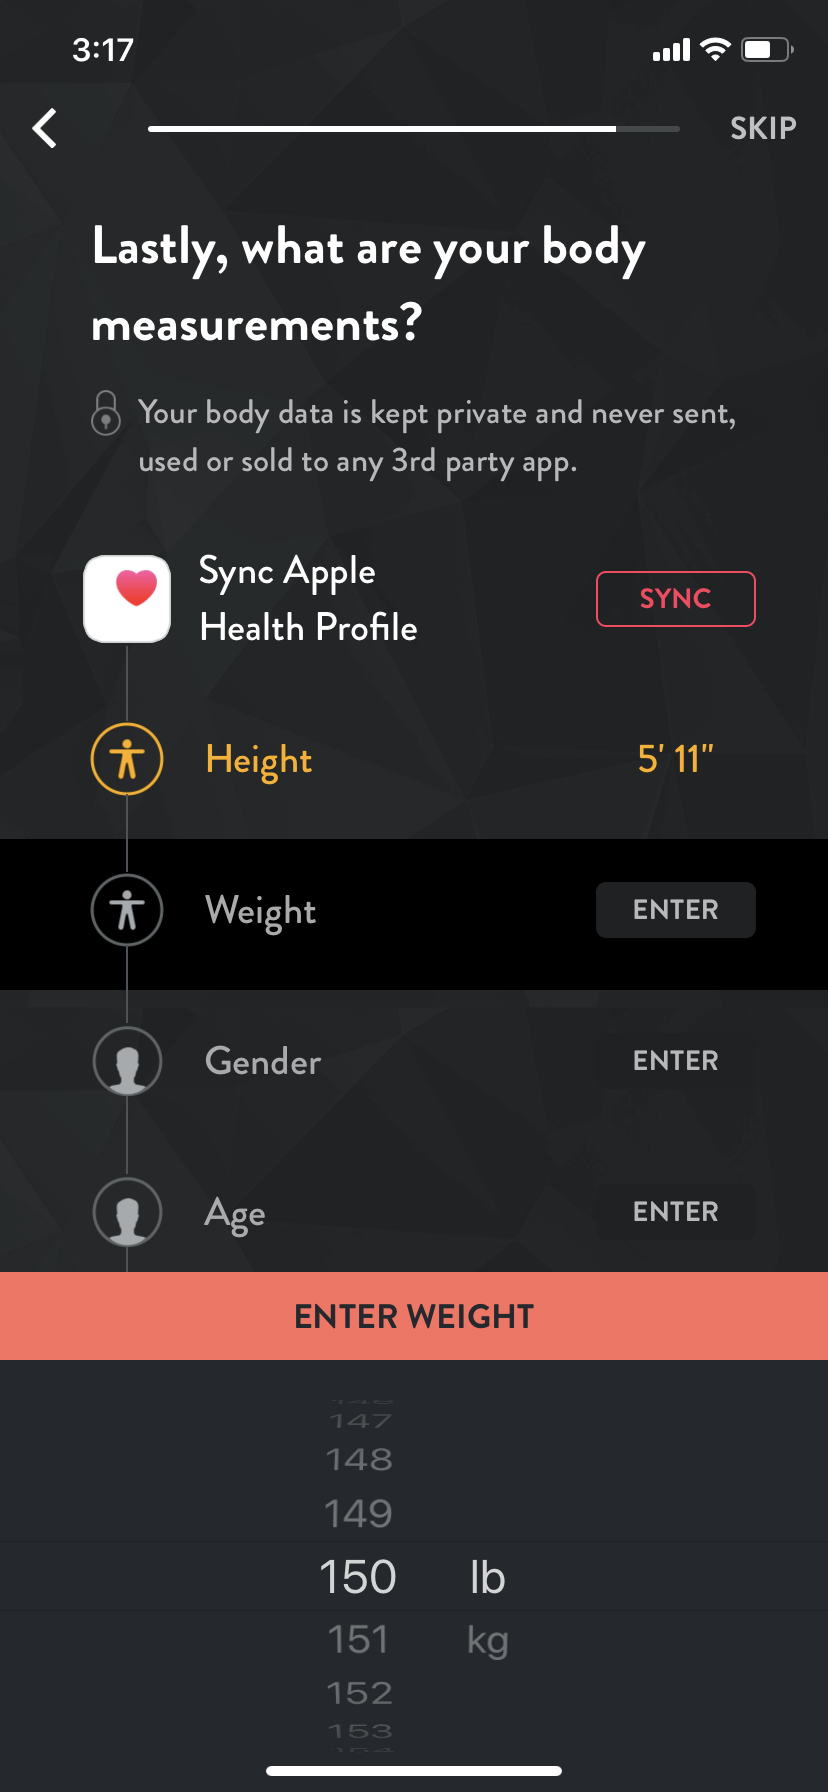 3:17
SKIP
Lastly, what are your body
measurements?
Your body data is kept private and never sent,
used or sold to any 3rd party app.
Sync Apple
Health Profile
SYNC
Height
5' 11"
Weight
ENTER
Gender
ENTER
Age
ENTER
ENTER WEIGHT
147
148
149
150 lb
151 kg
152
153